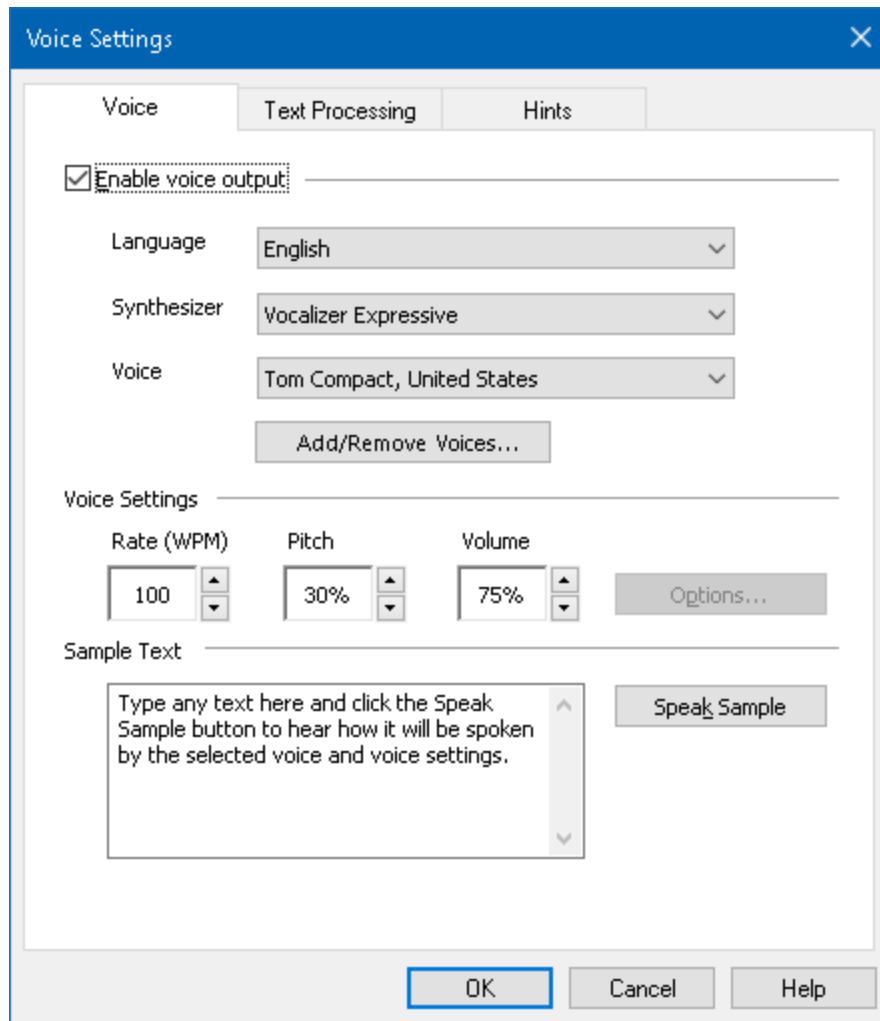 Voice Settings
Voice
Text Processing
Hints
Enable voice output
Language
English
Synthesizer
Vocalizer Expressive
Voice
Tom Compact, United States
Add/Remove Voices...
Voice Settings
Rate (WPM)
Pitch
Volume
100
30%
75%
Options...
Sample Text
Type any text here and click the Speak
Sample button to hear how it will be spoken
by the selected voice and voice settings.
Speak Sample
OK
Cancel
Help